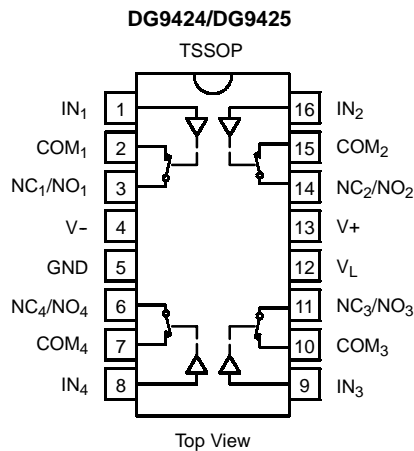 DG9424/DG9425
TSSOP
IN1 1 16 IN2
COM1 2 15 COM2
NC1/NO1 3 14 NC2/NO2
V– 4 13 V+
GND 5 12 VL
NC4/NO4 6 11 NC3/NO3
COM4 7 10 COM3
IN4 8 9 IN3
Top View